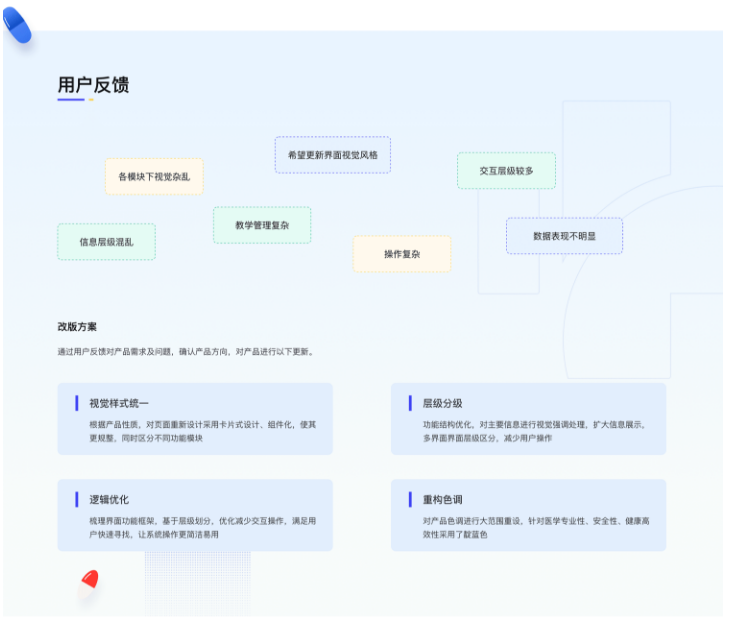 用户反馈
希望更新界面视觉风格
各模块下视觉杂乱
交互层级较多
教学管理复杂
信息层级混乱
数据表现不明显
操作复杂
改版方案
通过用户反馈对产品需求及问题，确认产品方向，对产品进行以下更新。
视觉样式统一
根据产品性质，对页面重新设计采用卡片式设计、组件化，使其
更规整，同时区分不同功能模块
层级分级
功能结构优化，对主要信息进行视觉强调处理，扩大信息展示，
多界面界面层级区分，减少用户操作
逻辑优化
梳理界面功能框架，基于层级划分，优化减少交互操作，满足用
户快速寻找，让系统操作更简洁易用
重构色调
对产品色调进行大范围重设，针对医学专业性、安全性、健康高
效性采用了靛蓝色